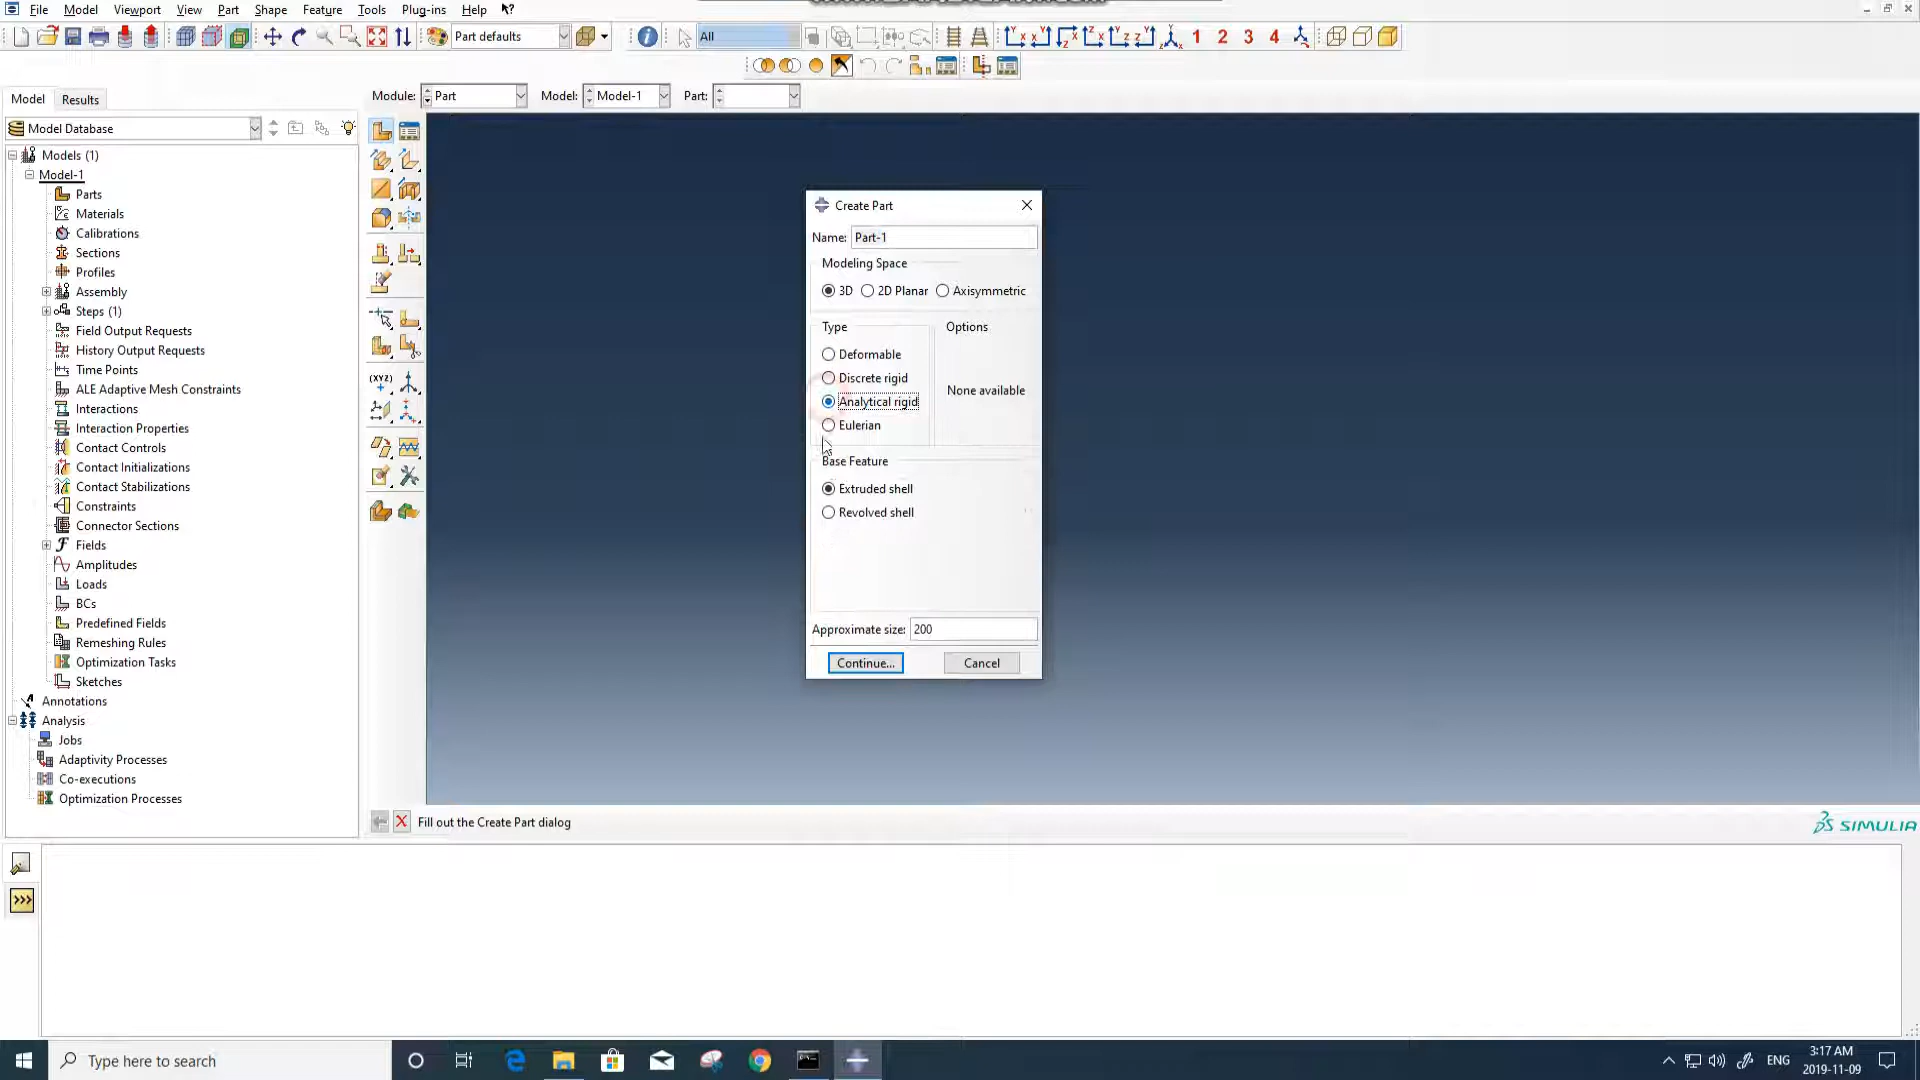 File Model Viewport View Part Shape Feature Tools Plug-ins Help
Part defaults All 1 2 3 4
Model Results Module: Part Model: Model-1 Part:
Model Database
Models (1)
Model-1
Parts
Materials
Calibrations
Sections
Profiles
Assembly
Steps (1)
Field Output Requests
History Output Requests
Time Points
ALE Adaptive Mesh Constraints
Interactions
Interaction Properties
Contact Controls
Contact Initializations
Contact Stabilizations
Constraints
Connector Sections
Fields
Amplitudes
Loads
BCs
Predefined Fields
Remeshing Rules
Optimization Tasks
Sketches
Annotations
Analysis
Jobs
Adaptivity Processes
Co-executions
Optimization Processes
(XYZ)
Create Part
Name: Part-1
Modeling Space
3D 2D Planar Axisymmetric
Type Options
Deformable
Discrete rigid
None available
Analytical rigid
Eulerian
Base Feature
Extruded shell
Revolved shell
Approximate size: 200
Continue... Cancel
Fill out the Create Part dialog
SIMULIA
>>>
Type here to search
ENG
3:17 AM
2019-11-09